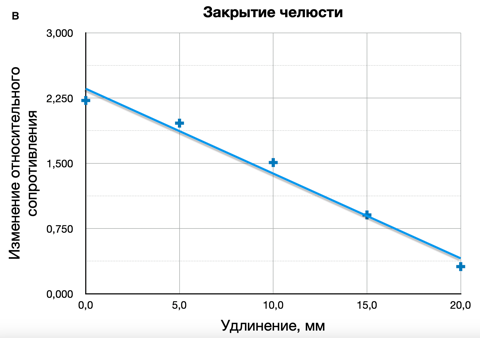 в
Закрытие челюсти
Изменение относительного
сопротивления
3,000
2,250
1,500
0,750
0,000
0,0 5,0 10,0 15,0 20,0
Удлинение, мм